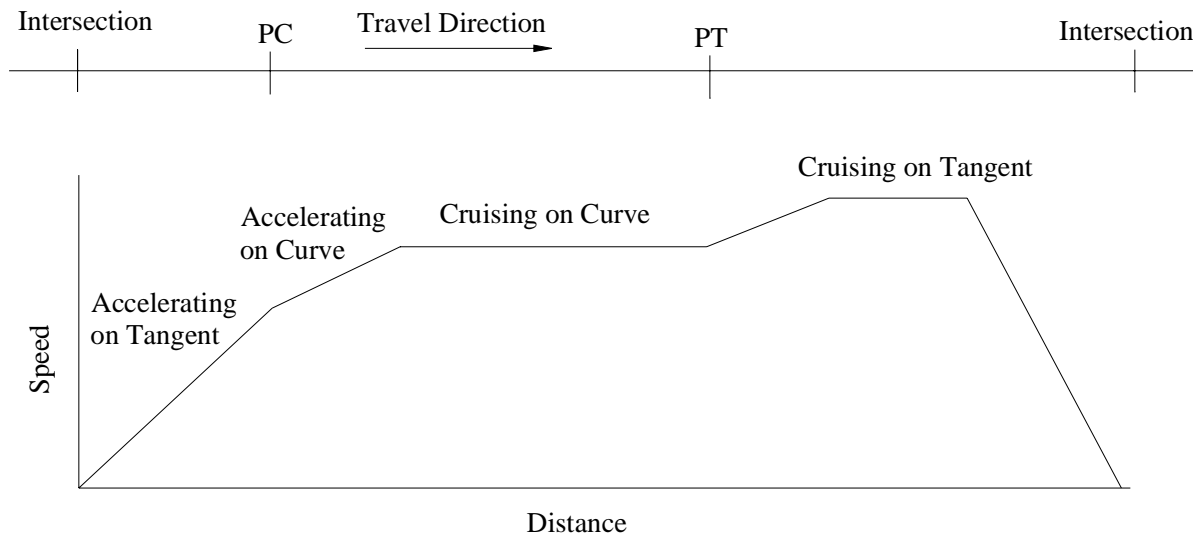 Intersection
PC
Travel Direction
PT
Intersection
Cruising on Tangent
Accelerating
on Curve
Cruising on Curve
Accelerating
on Tangent
Speed
Distance